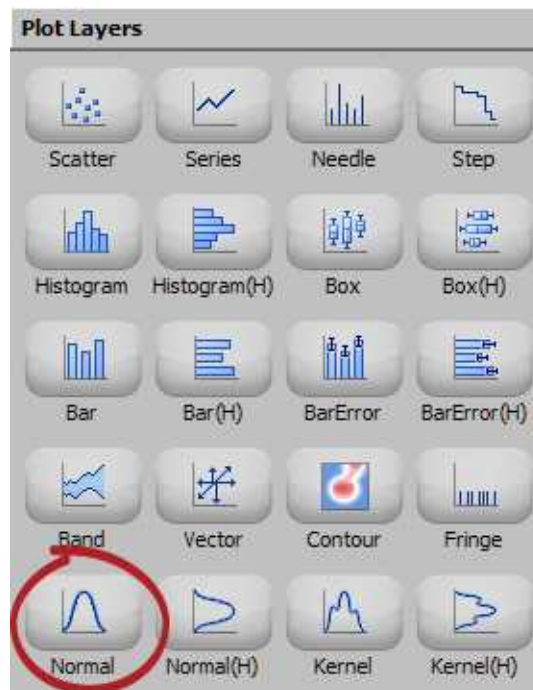 Plot Layers
Scatter Series Needle Step
Histogram Histogram(H) Box Box(H)
Bar Bar(H) BarError BarError(H)
Band Vector Contour Fringe
Normal Normal(H) Kernel Kernel(H)